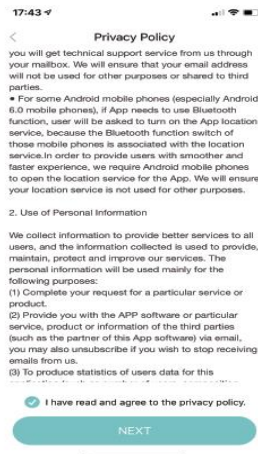 17:43
Privacy Policy
you will get technical support service from us through
your mailbox. We will ensure that your email address
will not be used for other purposes or shared to third
parties.
• For some Android mobile phones (especially Android
6.0 mobile phones), if App needs to use Bluetooth
function, user will be asked to turn on the App location
service, because the Bluetooth function switch of
those mobile phones is associated with the location
service.In order to provide users with smoother and
faster experience, we require Android mobile phones
to open the location service for the App. We will ensure
your location service is not used for other purposes.
2. Use of Personal Information
We collect information to provide better services to all
users, and the information collected is used to provide,
maintain, protect and improve our services. The
personal information will be used mainly for the
following purposes:
(1) Complete your request for a particular service or
product.
(2) Provide you with the APP software or particular
service, product or information of the third parties
(such as the partner of this App software) via email,
you may also unsubscribe if you wish to stop receiving
emails from us.
(3) To produce statistics of users data for this
I have read and agree to the privacy policy.
NEXT